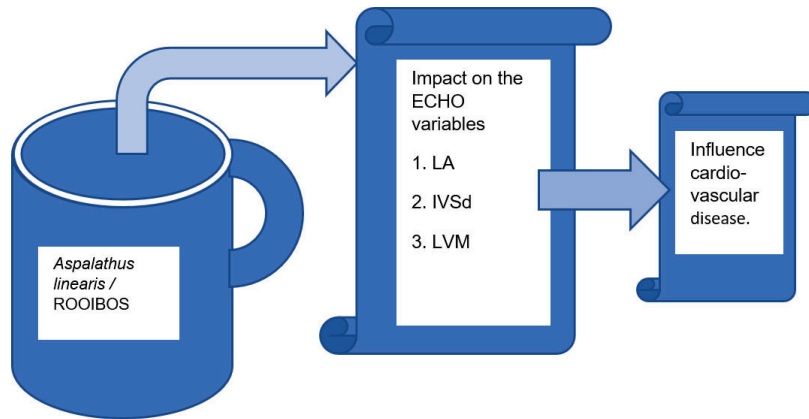 Aspalathus
linearis /
ROOIBOS
Impact on the
ECHO
variables
1. LA
2. IVSd
3. LVM
Influence
cardio-
vascular
disease.